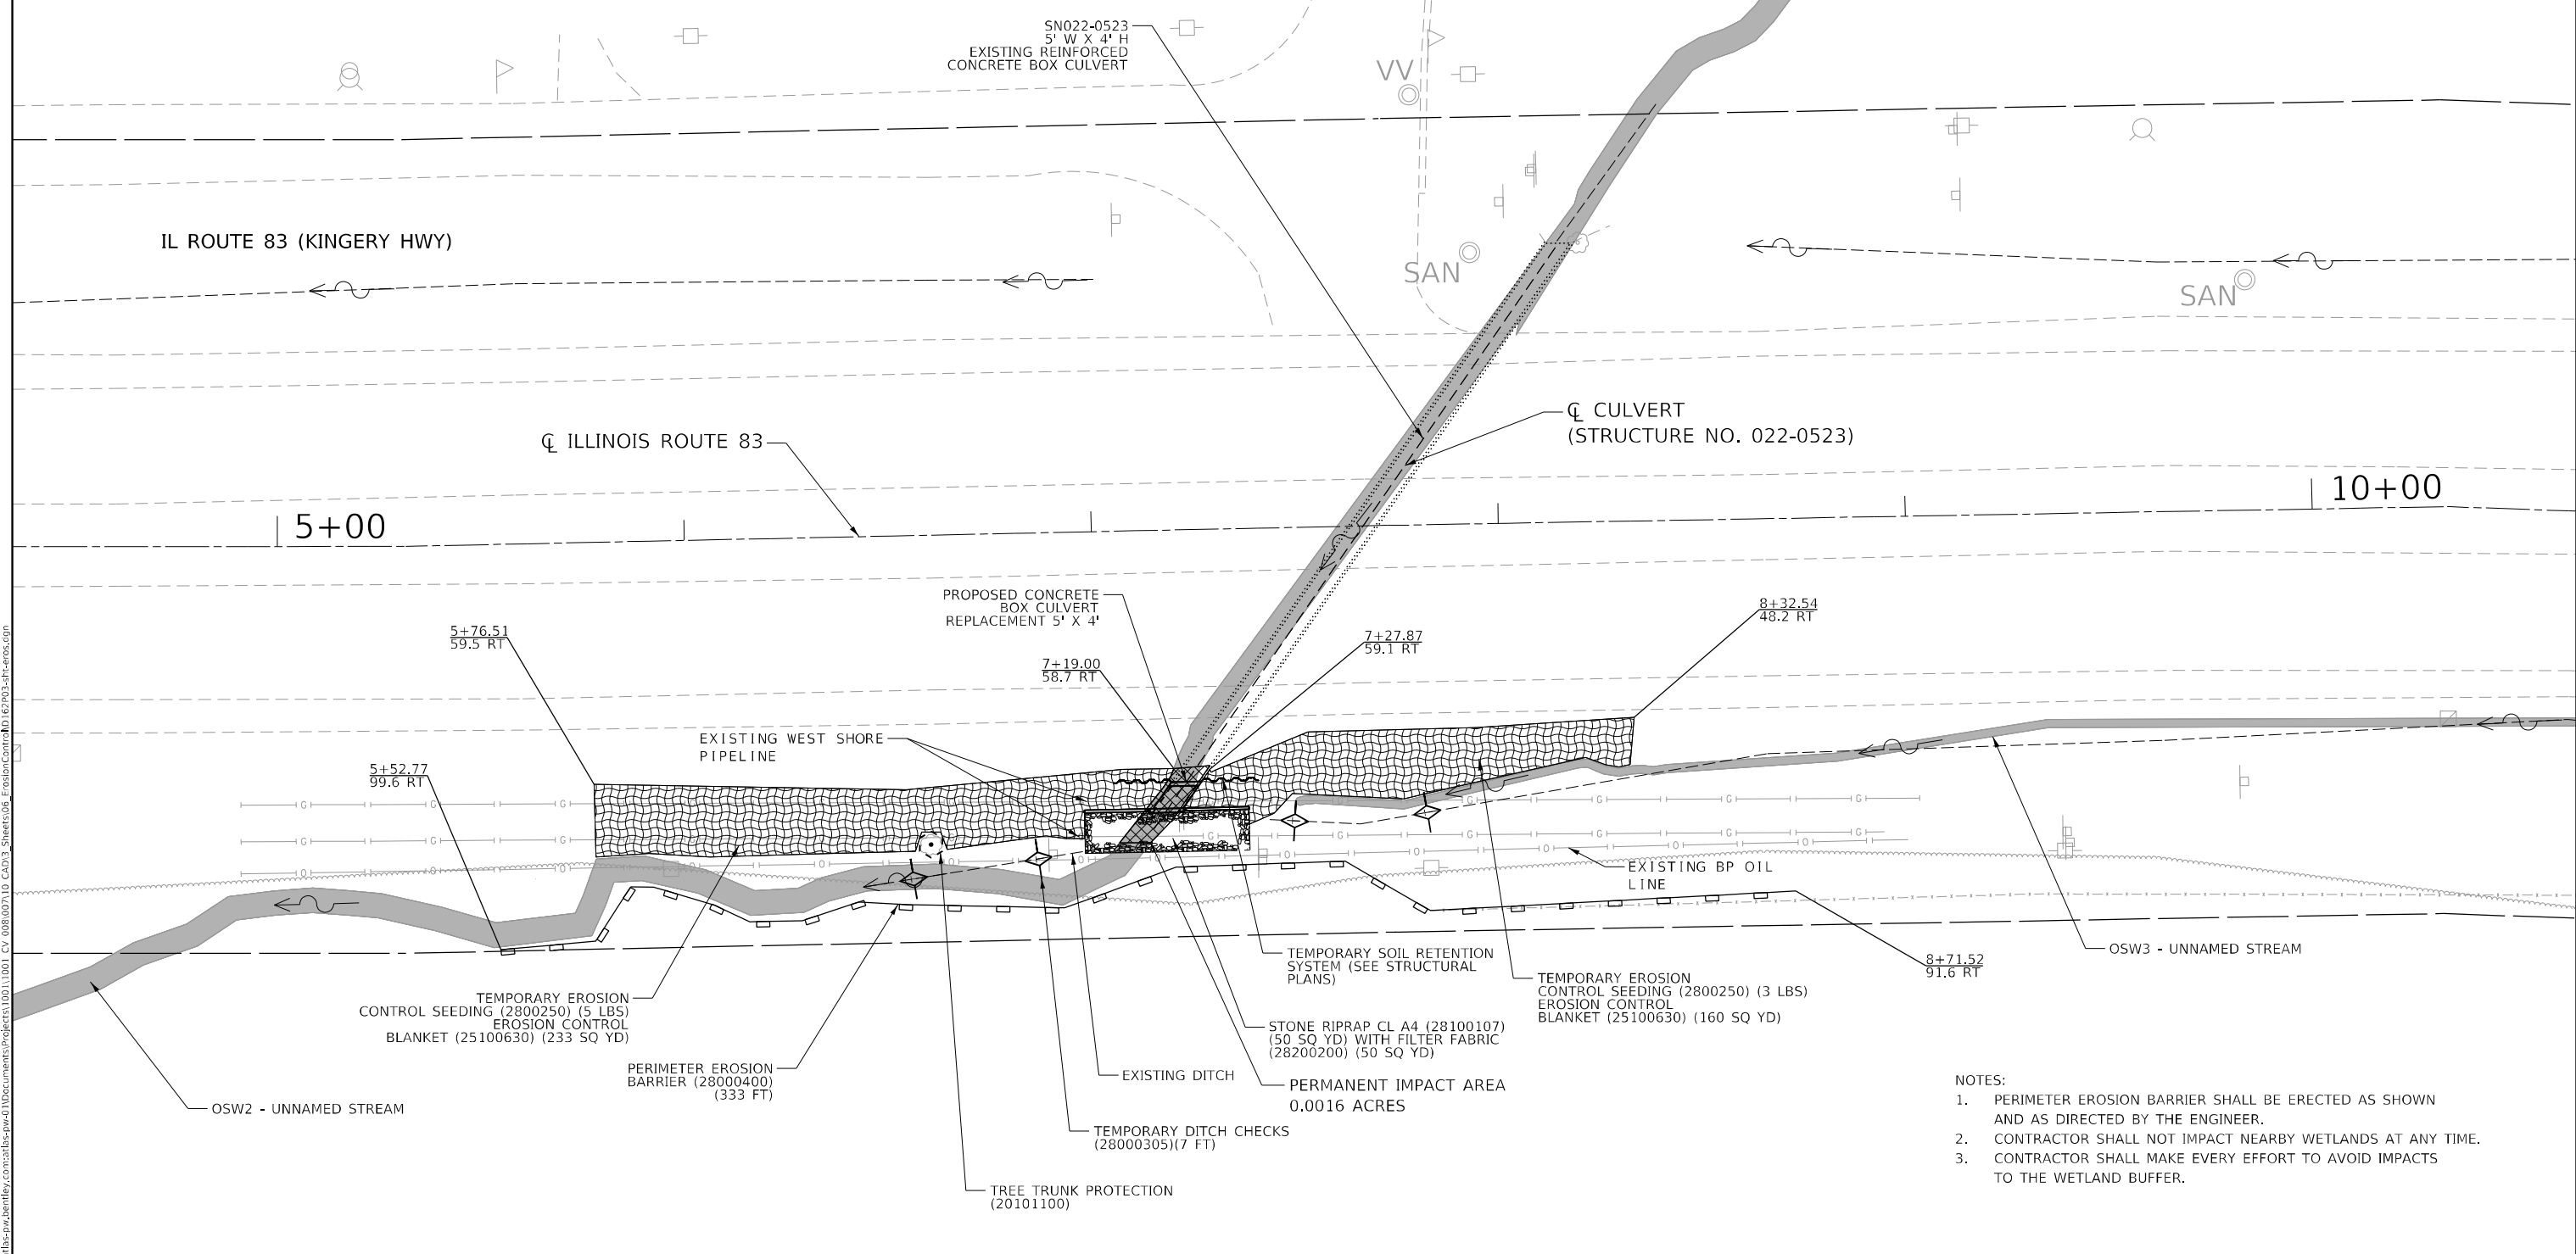 SN022-0523
5' W X 4' H
EXISTING REINFORCED
CONCRETE BOX CULVERT
VV
IL ROUTE 83 (KINGERY HWY)
SAN
SAN
℄ CULVERT
(STRUCTURE NO. 022-0523)
℄ ILLINOIS ROUTE 83
5+00
10+00
PROPOSED CONCRETE
BOX CULVERT
REPLACEMENT 5' X 4'
5+76.51
59.5 RT
7+19.00
58.7 RT
7+27.87
59.1 RT
8+32.54
48.2 RT
EXISTING WEST SHORE
PIPELINE
5+52.77
99.6 RT
EXISTING BP OIL
LINE
TEMPORARY SOIL RETENTION
SYSTEM (SEE STRUCTURAL
PLANS)
OSW3 - UNNAMED STREAM
8+71.52
91.6 RT
TEMPORARY EROSION
CONTROL SEEDING (2800250) (5 LBS)
EROSION CONTROL
BLANKET (25100630) (233 SQ YD)
TEMPORARY EROSION
CONTROL SEEDING (2800250) (3 LBS)
EROSION CONTROL
BLANKET (25100630) (160 SQ YD)
STONE RIPRAP CL A4 (28100107)
(50 SQ YD) WITH FILTER FABRIC
(28200200) (50 SQ YD)
PERIMETER EROSION
BARRIER (28000400)
(333 FT)
EXISTING DITCH
PERMANENT IMPACT AREA
0.0016 ACRES
OSW2 - UNNAMED STREAM
TEMPORARY DITCH CHECKS
(28000305)(7 FT)
TREE TRUNK PROTECTION
(20101100)
NOTES:
1. PERIMETER EROSION BARRIER SHALL BE ERECTED AS SHOWN
AND AS DIRECTED BY THE ENGINEER.
2. CONTRACTOR SHALL NOT IMPACT NEARBY WETLANDS AT ANY TIME.
3. CONTRACTOR SHALL MAKE EVERY EFFORT TO AVOID IMPACTS
TO THE WETLAND BUFFER.